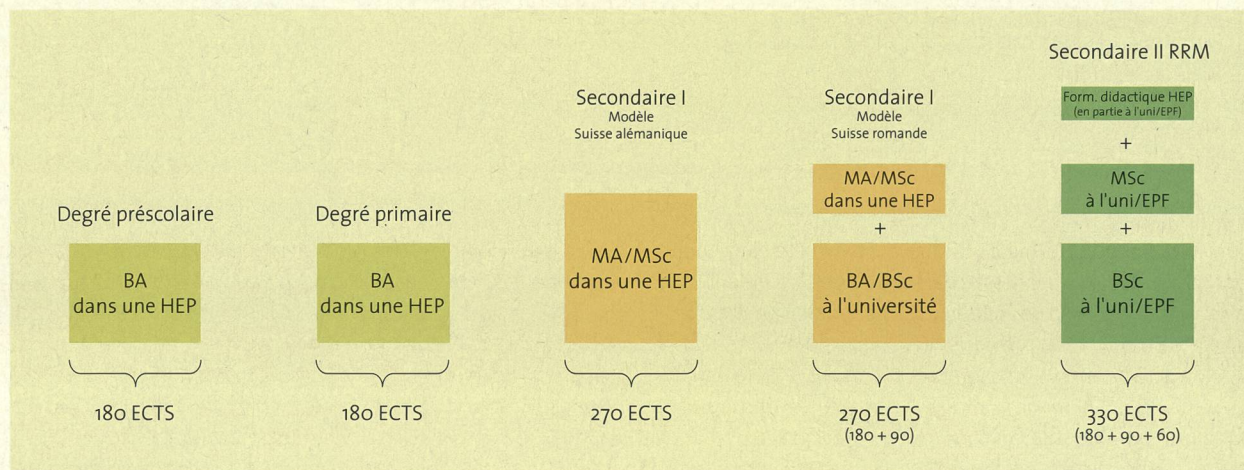 Degré préscolaire
BA
dans une HEP
180 ECTS
Degré primaire
BA
dans une HEP
180 ECTS
Secondaire I
Modèle
Suisse alémanique
MA/MSc
dans une HEP
270 ECTS
Secondaire I
Modèle
Suisse romande
MA/MSc
dans une HEP
+
BA/BSc
à l'université
270 ECTS
(180 + 90)
Secondaire II RRM
Form. didactique HEP
(en partie à l'uni/EPF)
+
MSc
à l'uni/EPF
+
BSc
à l'uni/EPF
330 ECTS
(180 + 90 + 60)